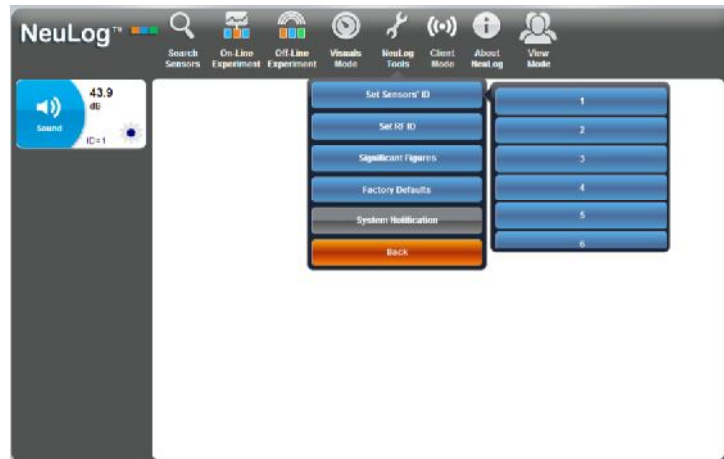 NeuLog™
Search
Sensors
On-Line
Experiment
Off-Line
Experiment
Visuals
Mode
NeuLog
Tools
Client
Mode
About
NeuLog
View
Mode
43.9
dB
Sound
ID=1
Set Sensors' ID
Set RF ID
Significant Figures
Factory Defaults
System Notification
Back
1
2
3
4
5
6